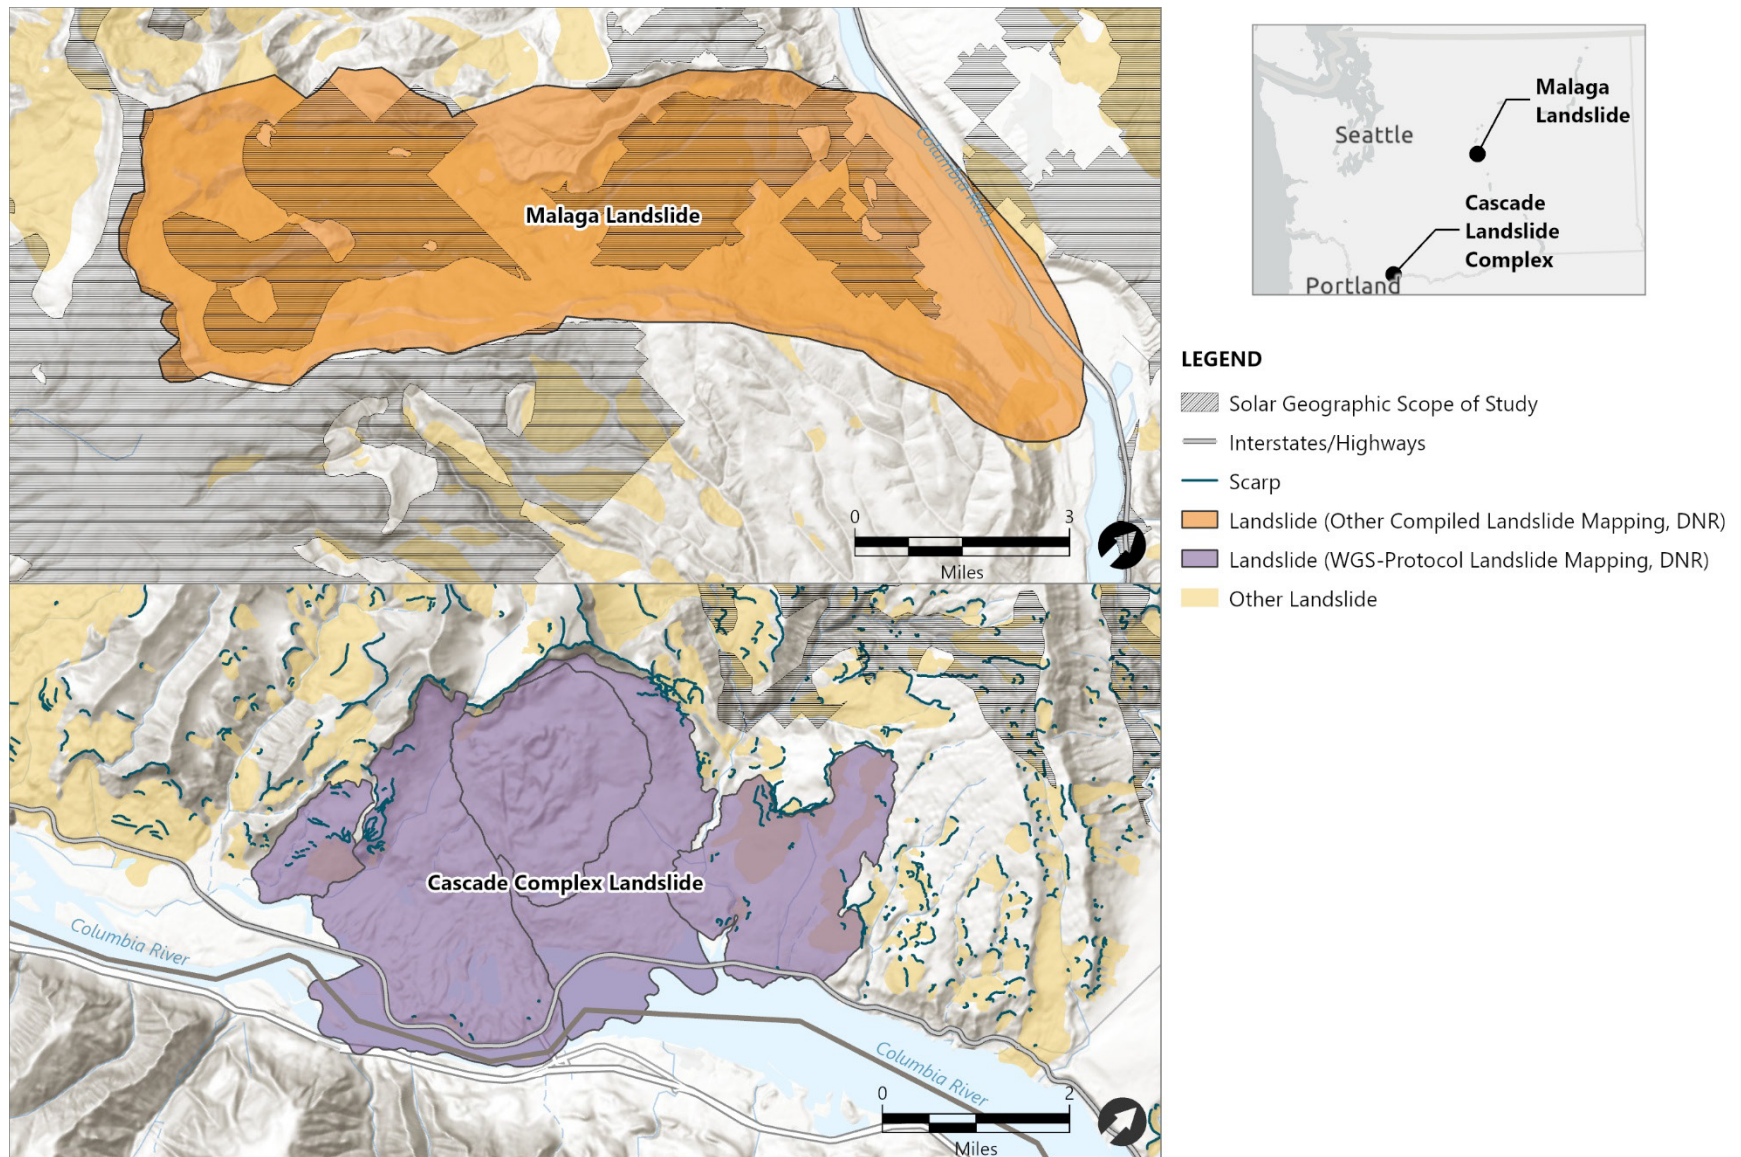 Columbia River
Malaga Landslide
0 3
Miles
Cascade Complex Landslide
Columbia River
Columbia River
0 2
Miles
Malaga
Landslide
Seattle
Cascade
Landslide
Complex
Portland
LEGEND
Solar Geographic Scope of Study
Interstates/Highways
Scarp
Landslide (Other Compiled Landslide Mapping, DNR)
Landslide (WGS-Protocol Landslide Mapping, DNR)
Other Landslide